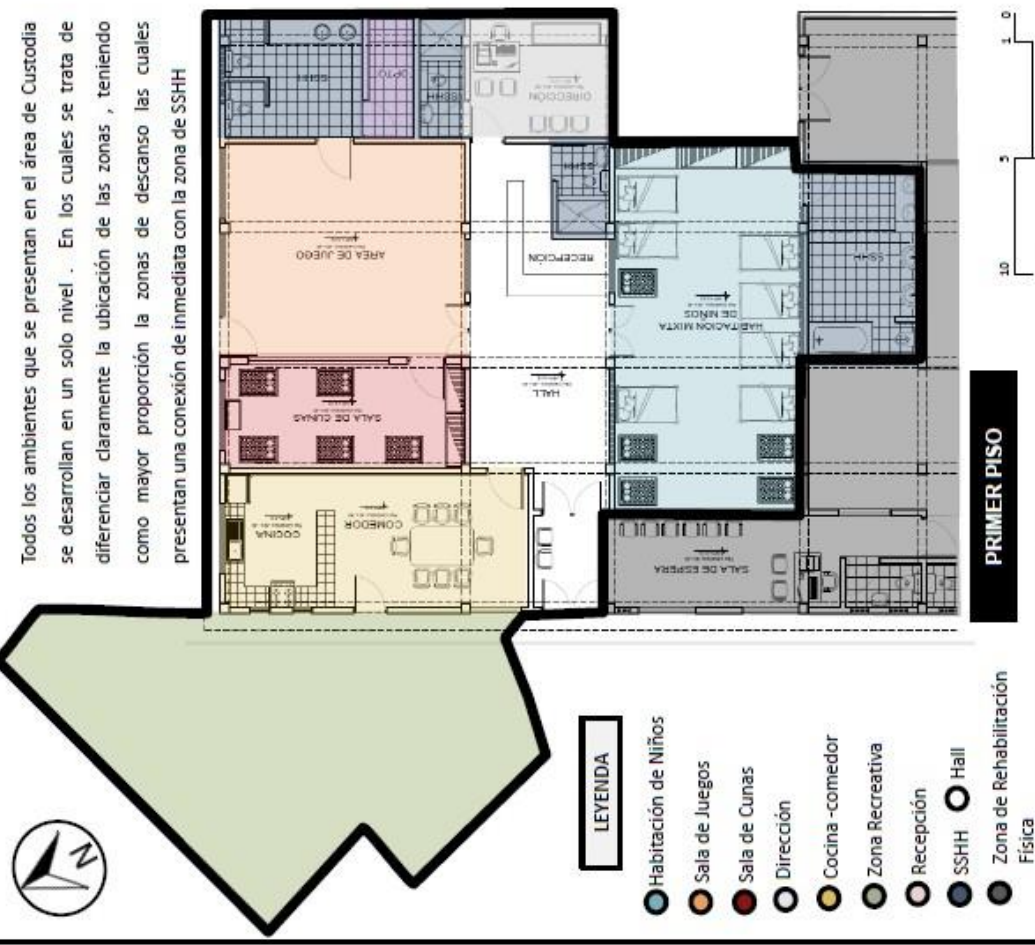 Todos los ambientes que se presentan en el área de Custodia
se desarrollan en un solo nivel . En los cuales se trata de
diferenciar claramente la ubicación de las zonas , teniendo
como mayor proporción la zonas de descanso las cuales
presentan una conexión de inmediata con la zona de SSHH
N
LEYENDA
Habitación de Niños
Sala de Juegos
Sala de Cunas
Dirección
Cocina -comedor
Zona Recreativa
Recepción
SSHH
Hall
Zona de Rehabilitación
Física
PRIMER PISO
0
1
5
10
COCINA
COMEDOR
SALA DE CUNAS
AREA DE JUEGO
SSHH
DPTO
SSHH
DIRECCIÓN
SSHH
RECEPCIÓN
HALL
HABITACION MIXTA
DE NIÑOS
SSHH
SALA DE ESPERA